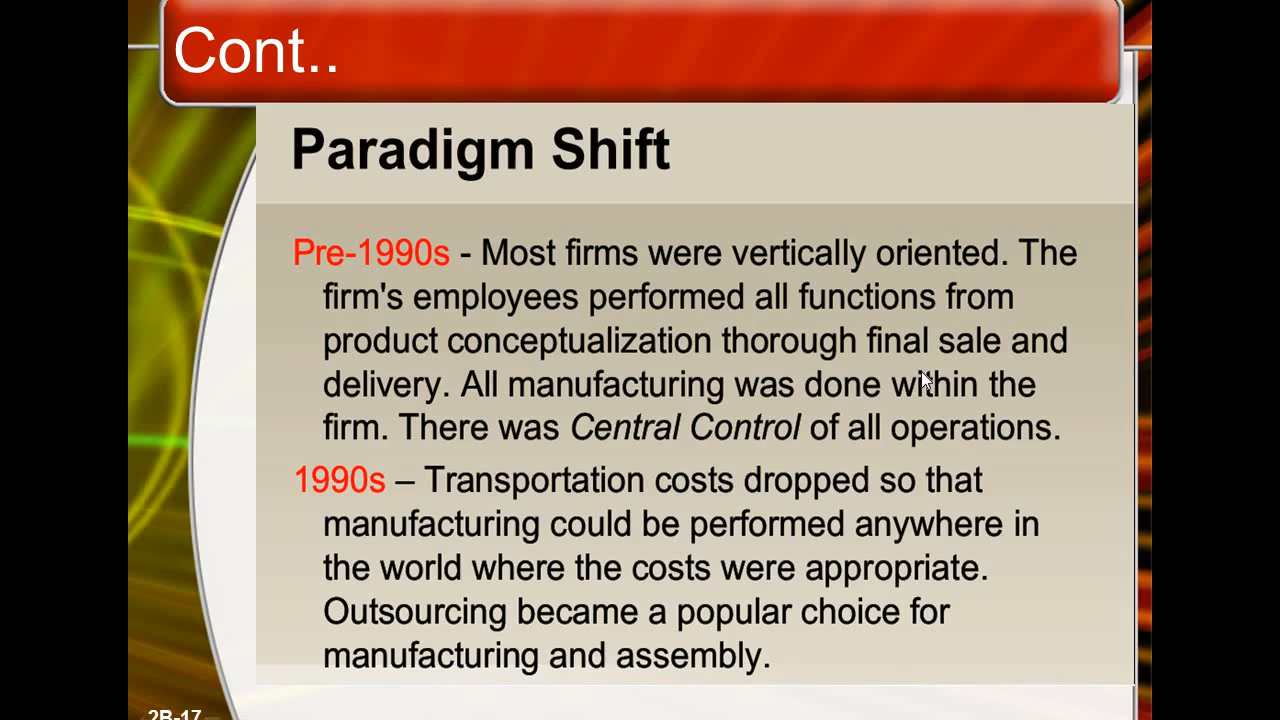 Cont..
Paradigm Shift
Pre-1990s - Most firms were vertically oriented. The
firm's employees performed all functions from
product conceptualization thorough final sale and
delivery. All manufacturing was done within the
firm. There was Central Control of all operations.
1990s – Transportation costs dropped so that
manufacturing could be performed anywhere in
the world where the costs were appropriate.
Outsourcing became a popular choice for
manufacturing and assembly.
2B-17